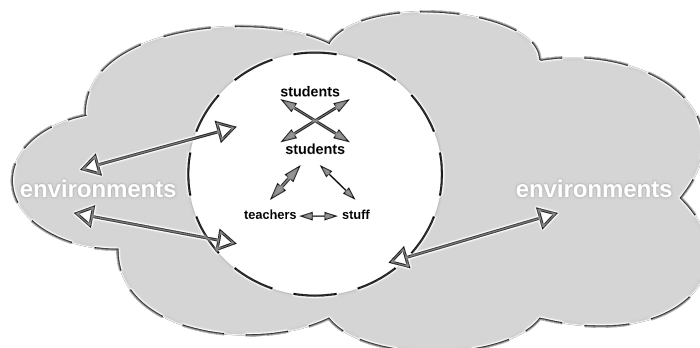 students
students
environments
environments
teachers stuff